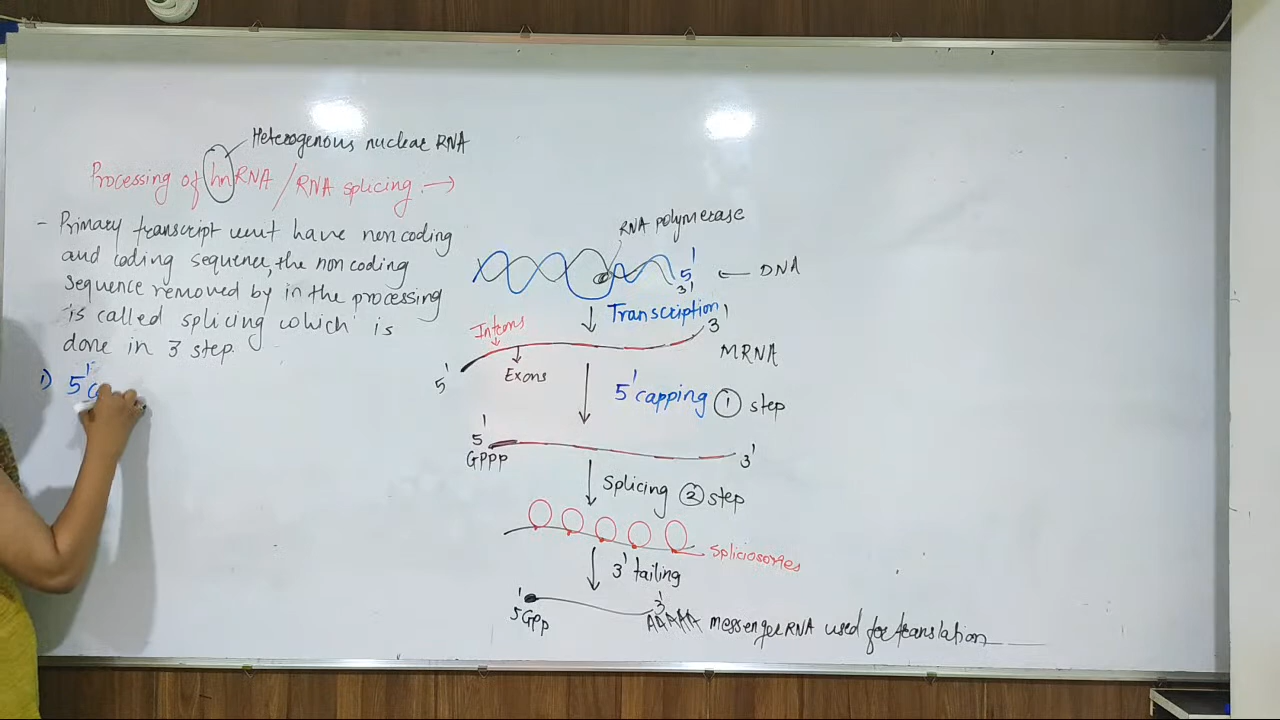 Heterogenous nuclear RNA
Processing of hnRNA / RNA splicing :→
- Primary transcript unit have non coding
and coding sequence, the non coding
sequence removed by in the processing
is called splicing which is
done in 3 step.
1) 5'
RNA polymerase
5'
3'
← DNA
↓ Transcription
Introns
3'
5'
Exons
MRNA
5' capping ① step
5'
GPPP
3'
Splicing ② step
Spliciosomes
3' tailing
5'GPp
3'
AAAAA messenger RNA used for translation